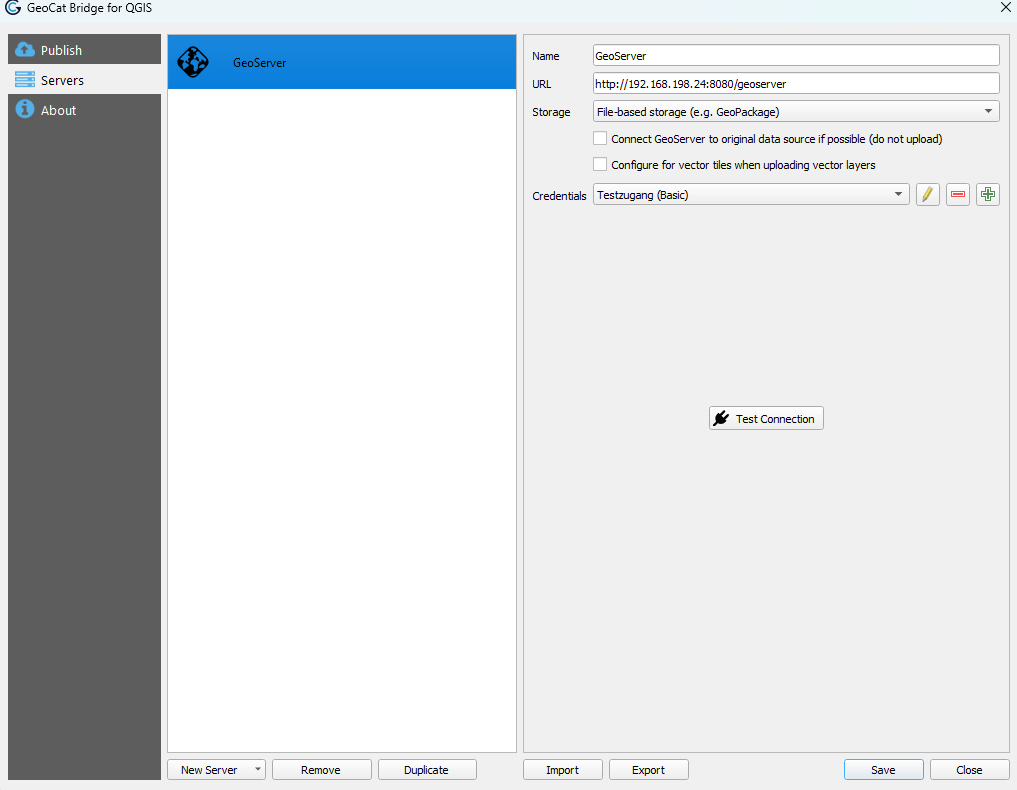 GeoCat Bridge for QGIS
Publish
Servers
About
GeoServer
Name
GeoServer
URL
http://192.168.198.24:8080/geoserver
Storage
File-based storage (e.g. GeoPackage)
Connect GeoServer to original data source if possible (do not upload)
Configure for vector tiles when uploading vector layers
Credentials
Testzugang (Basic)
Test Connection
New Server
Remove
Duplicate
Import
Export
Save
Close